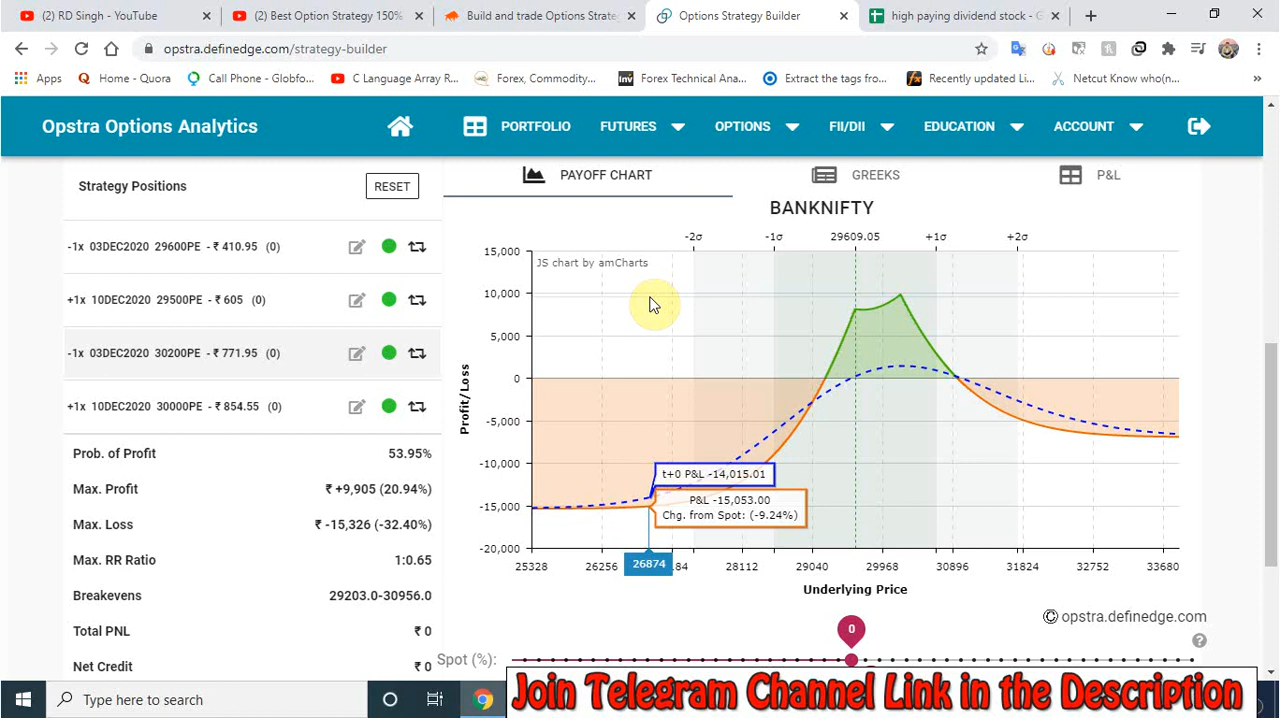 (2) RD Singh - YouTube
(2) Best Option Strategy 150%
Build and trade Options Strate
Options Strategy Builder
high paying dividend stock - G
opstra.definedge.com/strategy-builder
Apps
Home - Quora
Call Phone - Globfo...
C Language Array R...
Forex, Commodity...
Forex Technical Ana...
Extract the tags from...
Recently updated Li...
Netcut Know who(n...
Opstra Options Analytics
PORTFOLIO
FUTURES
OPTIONS
FII/DII
EDUCATION
ACCOUNT
Strategy Positions
RESET
-1x 03DEC2020 29600PE - ₹ 410.95 (0)
+1x 10DEC2020 29500PE - ₹ 605 (0)
-1x 03DEC2020 30200PE - ₹ 771.95 (0)
+1x 10DEC2020 30000PE - ₹ 854.55 (0)
Prob. of Profit 53.95%
Max. Profit ₹ +9,905 (20.94%)
Max. Loss ₹ -15,326 (-32.40%)
Max. RR Ratio 1:0.65
Breakevens 29203.0-30956.0
Total PNL ₹ 0
Net Credit ₹ 0
PAYOFF CHART
GREEKS
P&L
BANKNIFTY
-2σ -1σ 29609.05 +1σ +2σ
JS chart by amCharts
15,000
10,000
5,000
0
-5,000
-10,000
-15,000
-20,000
Profit/Loss
t+0 P&L -14,015.01
P&L -15,053.00
Chg. from Spot: (-9.24%)
25328 26256 26874 184 28112 29040 29968 30896 31824 32752 33680
Underlying Price
© opstra.definedge.com
?
0
Spot (%):
Type here to search
Join Telegram Channel Link in the Description